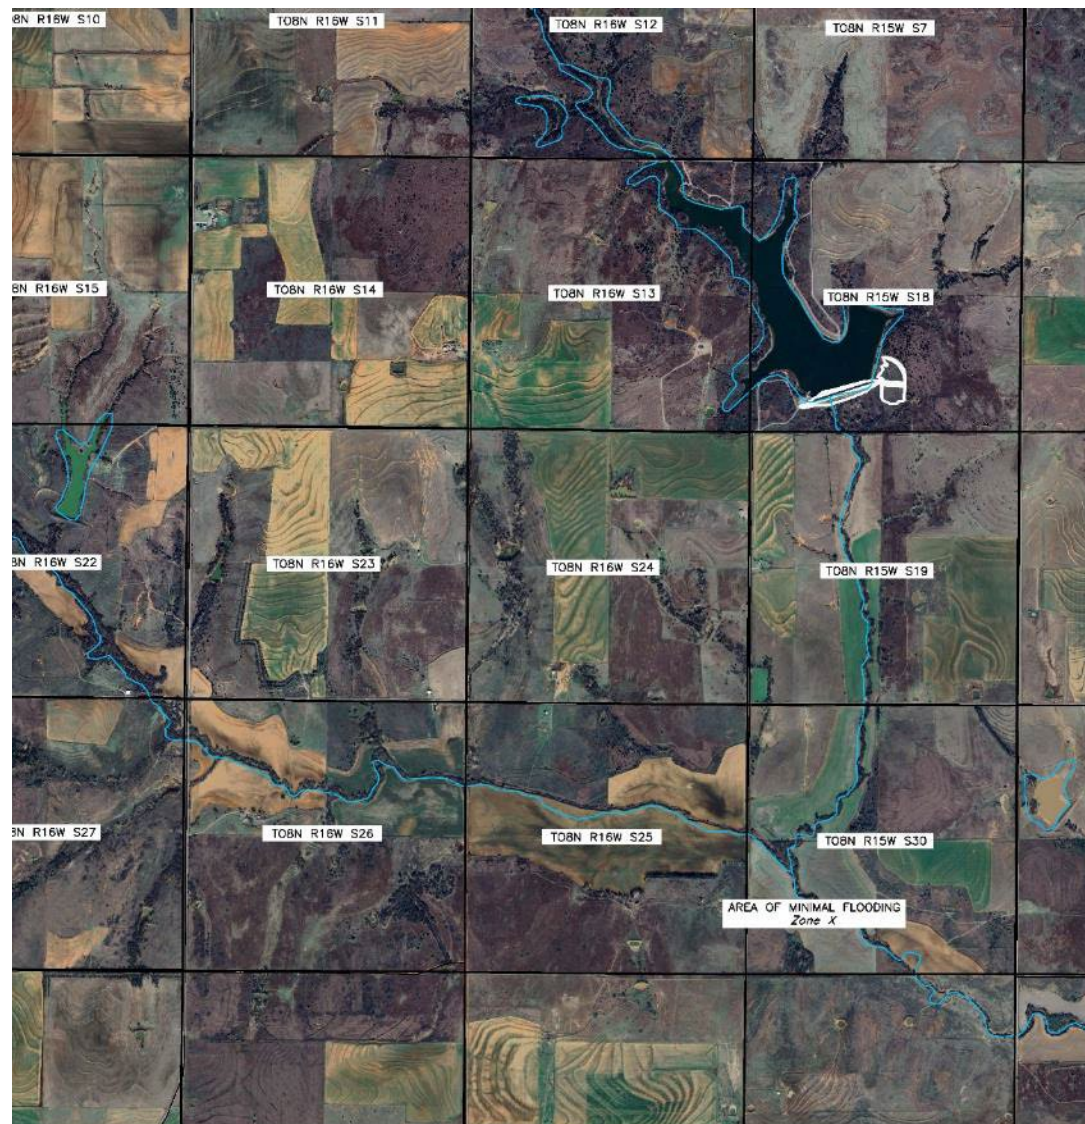 T08N R16W S10
T08N R16W S11
T08N R16W S12
T08N R15W S7
T08N R16W S15
T08N R16W S14
T08N R16W S13
T08N R15W S18
8N R16W S22
T08N R16W S23
T08N R16W S24
T08N R15W S19
8N R16W S27
T08N R16W S26
T08N R16W S25
T08N R15W S30
AREA OF MINIMAL FLOODING
Zone X